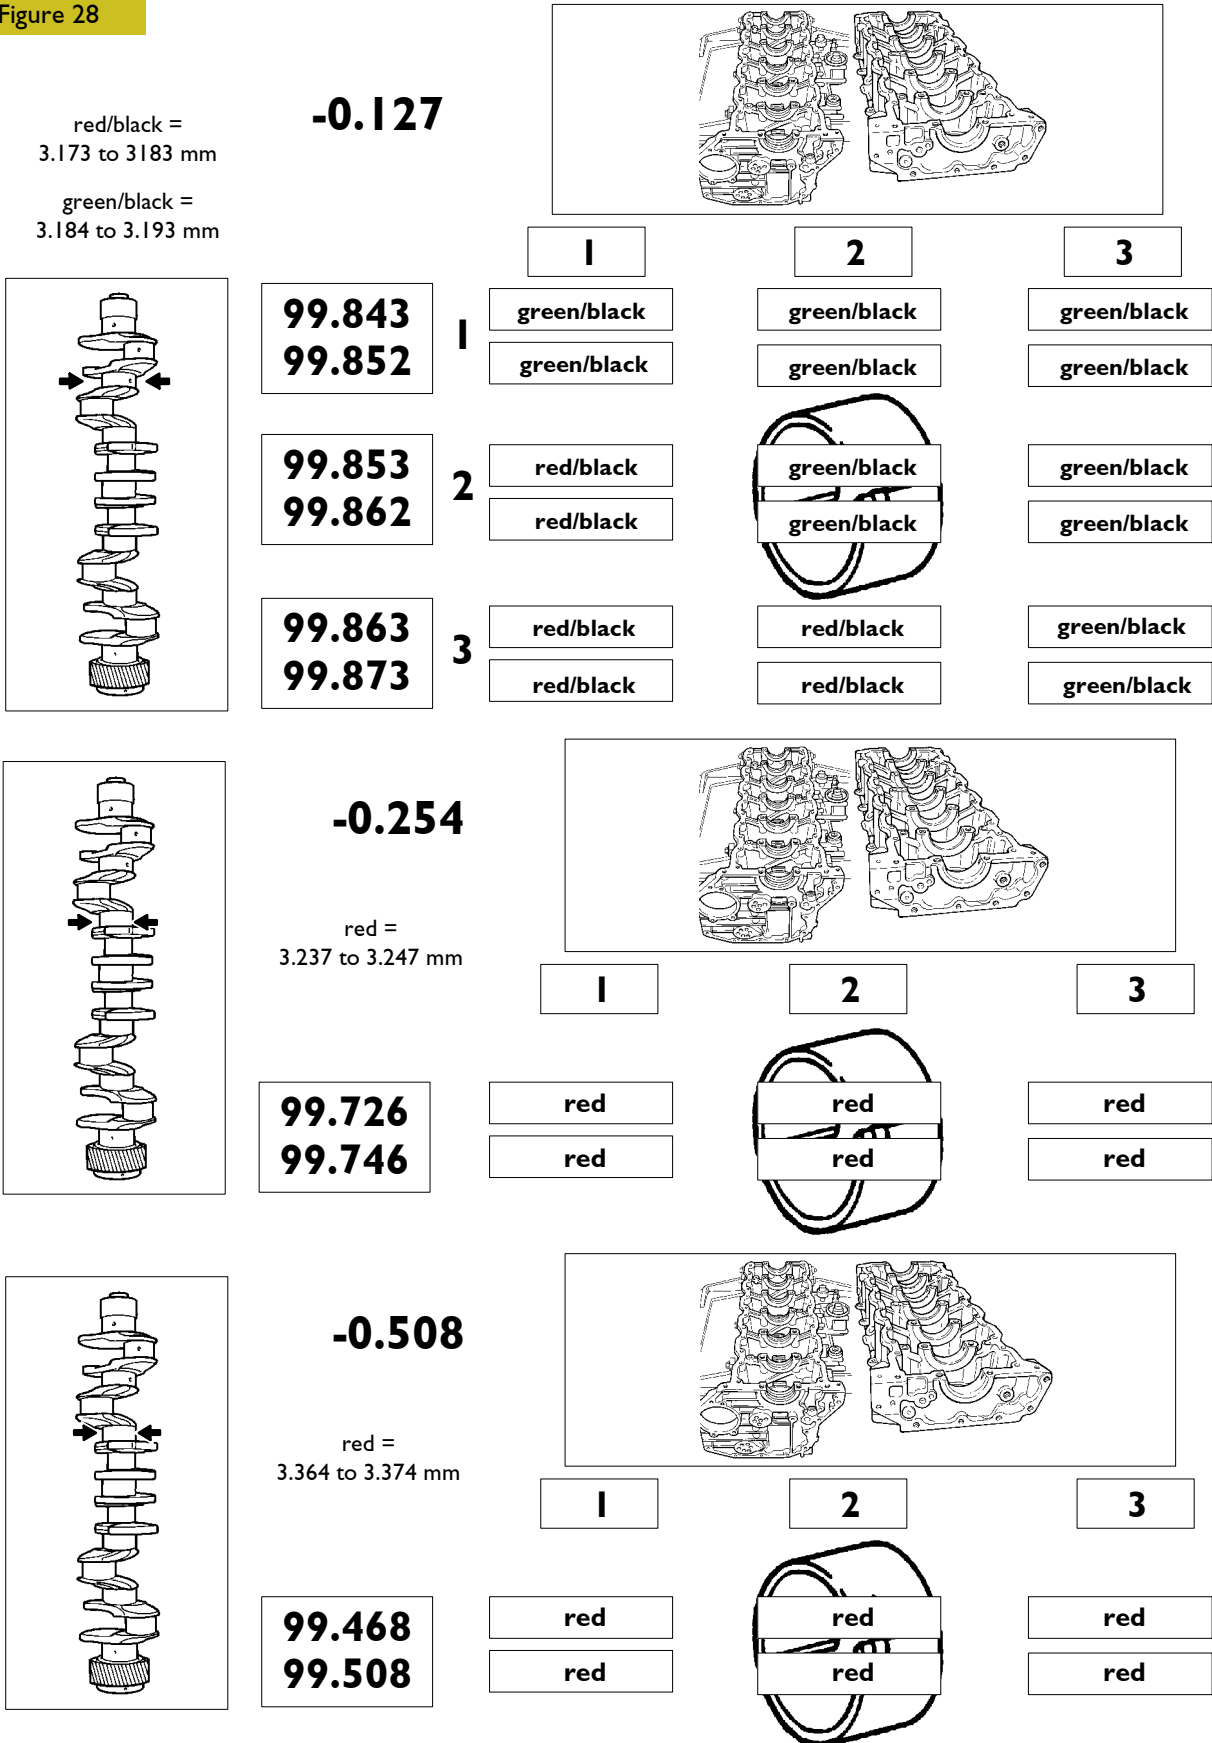 Figure 28
-0.127
red/black =
3.173 to 3183 mm
green/black =
3.184 to 3.193 mm
1 2 3
99.843
99.852
1
green/black green/black green/black
green/black green/black green/black
99.853
99.862
2
red/black green/black green/black
red/black green/black green/black
99.863
99.873
3
red/black red/black green/black
red/black red/black green/black
-0.254
red =
3.237 to 3.247 mm
1 2 3
99.726
99.746
red red red
red red red
-0.508
red =
3.364 to 3.374 mm
1 2 3
99.468
99.508
red red red
red red red